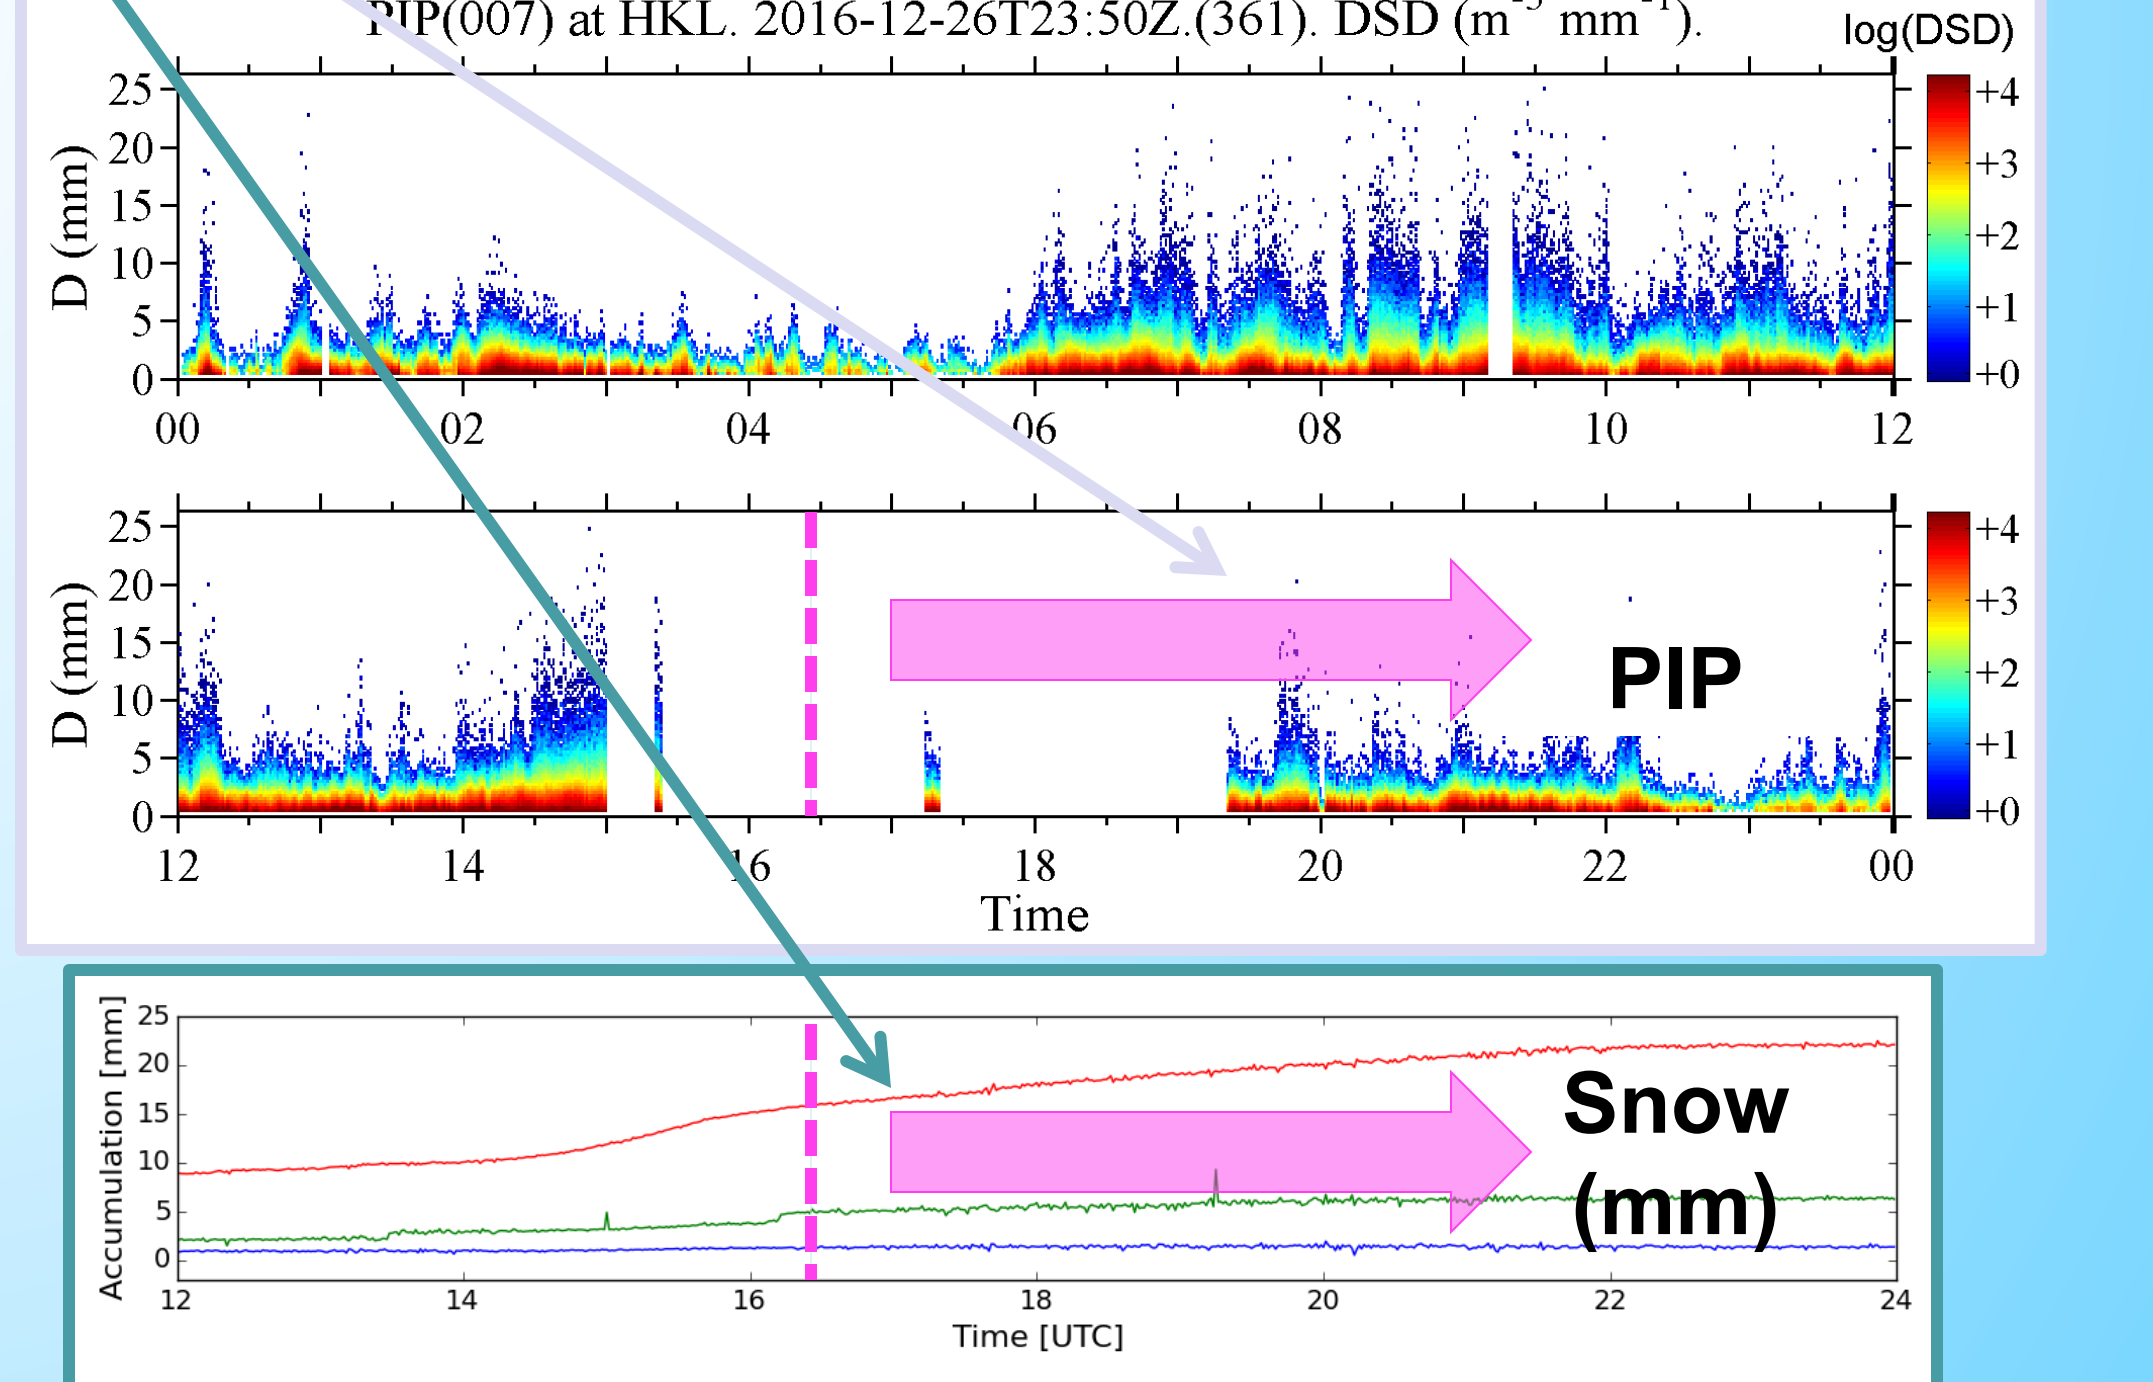 PIP(007) at HKL. 2016-12-26T23:50Z.(361). DSD (m⁻³ mm⁻¹).
log(DSD)
D (mm)
25
20
15
10
5
0
00 02 04 06 08 10 12
+4
+3
+2
+1
+0
D (mm)
25
20
15
10
5
0
PIP
12 14 16 18 20 22 00
Time
+4
+3
+2
+1
+0
Accumulation [mm]
25
20
15
10
5
0
Snow
(mm)
12 14 16 18 20 22 24
Time [UTC]